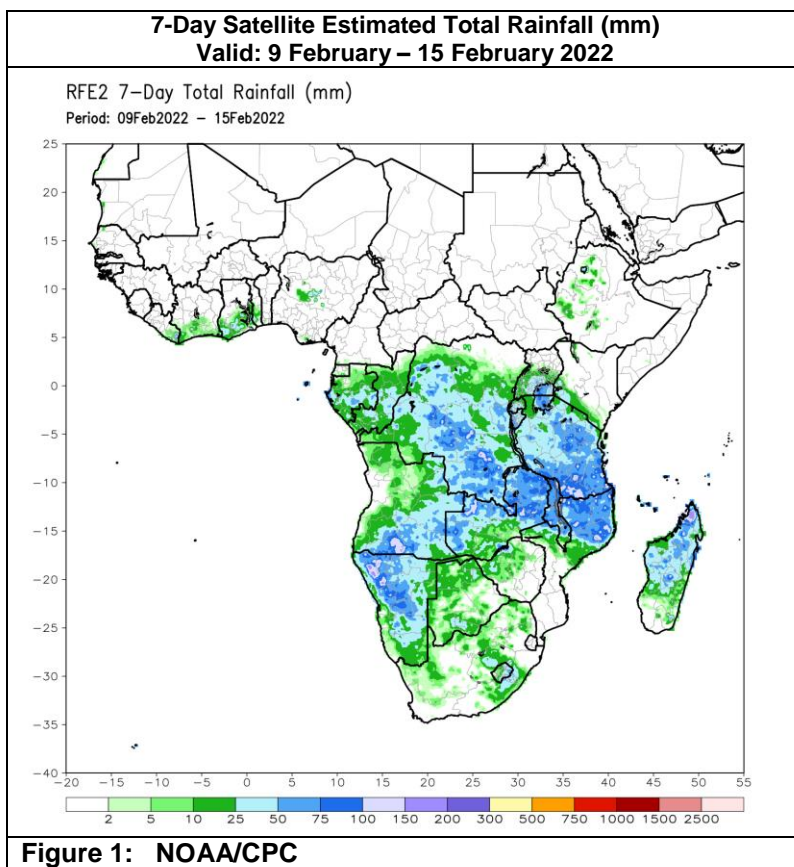 7-Day Satellite Estimated Total Rainfall (mm)
Valid: 9 February – 15 February 2022
RFE2 7-Day Total Rainfall (mm)
Period: 09Feb2022 – 15Feb2022
25
20
15
10
5
0
-5
-10
-15
-20
-25
-30
-35
-40
-20 -15 -10 -5 0 5 10 15 20 25 30 35 40 45 50 55
2 5 10 25 50 75 100 150 200 300 500 750 1000 1500 2500
Figure 1: NOAA/CPC